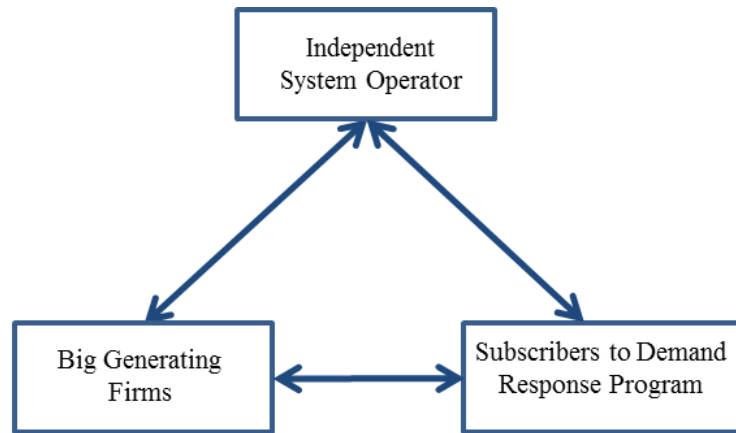 Independent
System Operator
Big Generating
Firms
Subscribers to Demand
Response Program